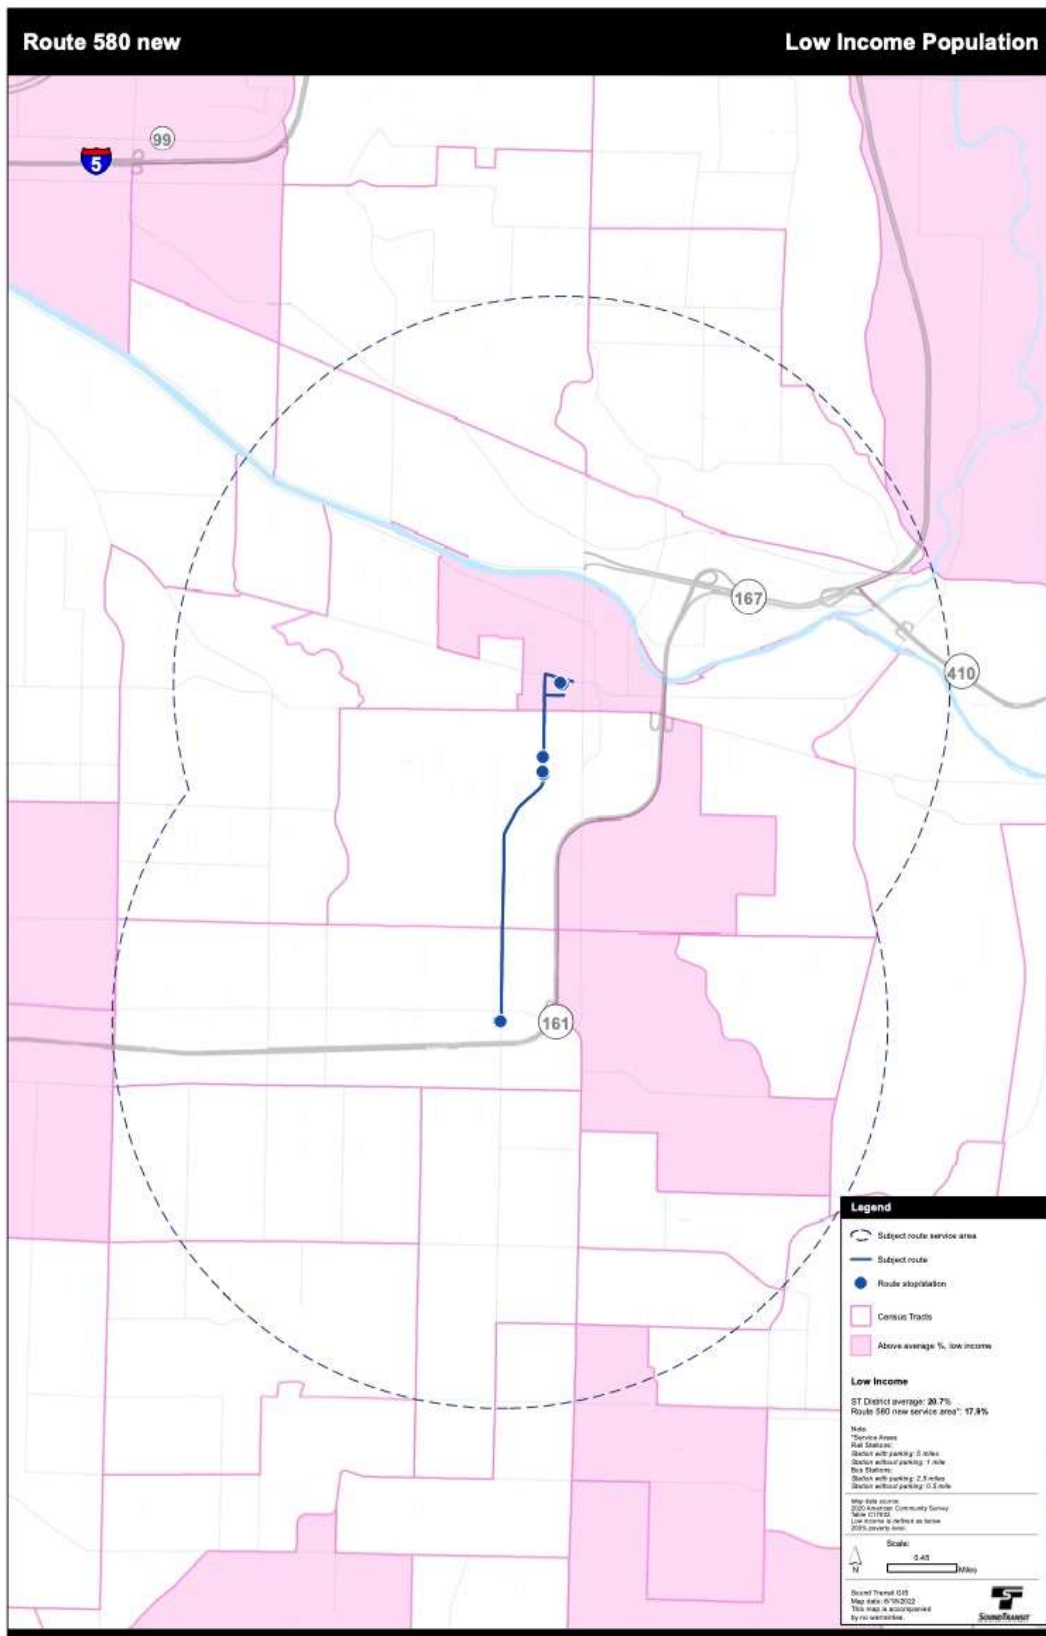 Route 580 new
Low Income Population
99
5
167
410
161
Legend
Subject route service area
Subject route
Route stop/station
Census Tracts
Above average %, low income
Low Income
ST District average: 20.7%
Route 580 new service area*: 17.9%
Note
*Service Areas
Rail Stations:
Station with parking: 5 miles
Station without parking: 1 mile
Bus Stations:
Station with parking: 2.5 miles
Station without parking: 0.5 mile
Map data source:
2020 American Community Survey
Low income is defined as below
200% poverty level.
Scale:
0.45
N
Miles
Sound Transit GIS
This map is accompanied
by no warranties.
SOUNDTRANSIT